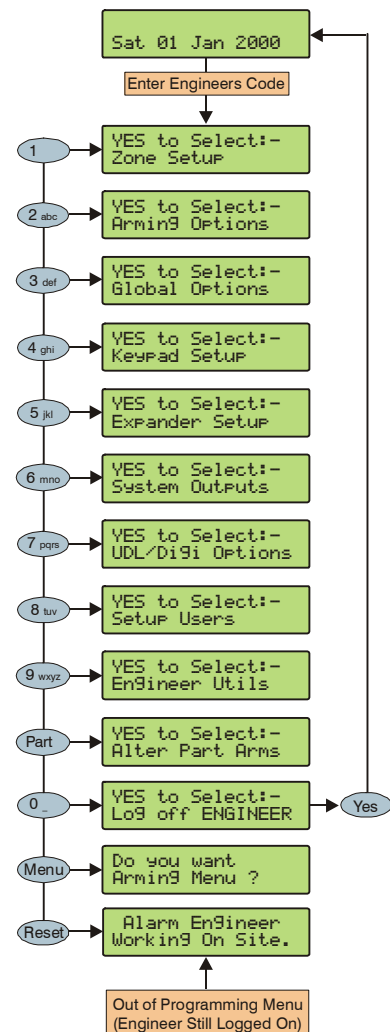 Sat 01 Jan 2000
Enter Engineers Code
1
YES to Select:-
Zone Setup
2 abc
YES to Select:-
Arming Options
3 def
YES to Select:-
Global Options
4 ghi
YES to Select:-
Keypad Setup
5 jkl
YES to Select:-
Expander Setup
6 mno
YES to Select:-
System Outputs
7 pqrs
YES to Select:-
UDL/Digi Options
8 tuv
YES to Select:-
Setup Users
9 wxyz
YES to Select:-
Engineer Utils
Part
YES to Select:-
Alter Part Arms
0 _
YES to Select:-
Log off ENGINEER
Yes
Menu
Do you want
Arming Menu ?
Reset
Alarm Engineer
Working On Site.
Out of Programming Menu
(Engineer Still Logged On)